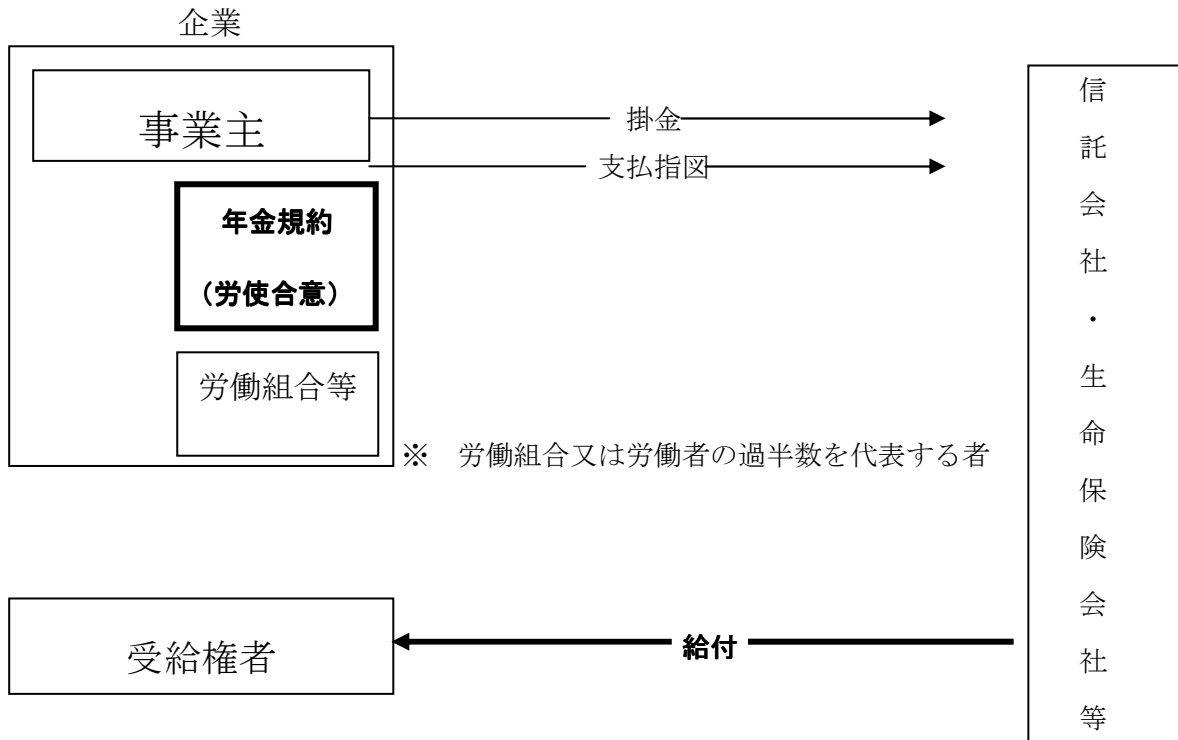 企業
事業主
掛金
支払指図
年金規約
（労使合意）
労働組合等
※　労働組合又は労働者の過半数を代表する者
受給権者
給付
信託会社・生命保険会社等